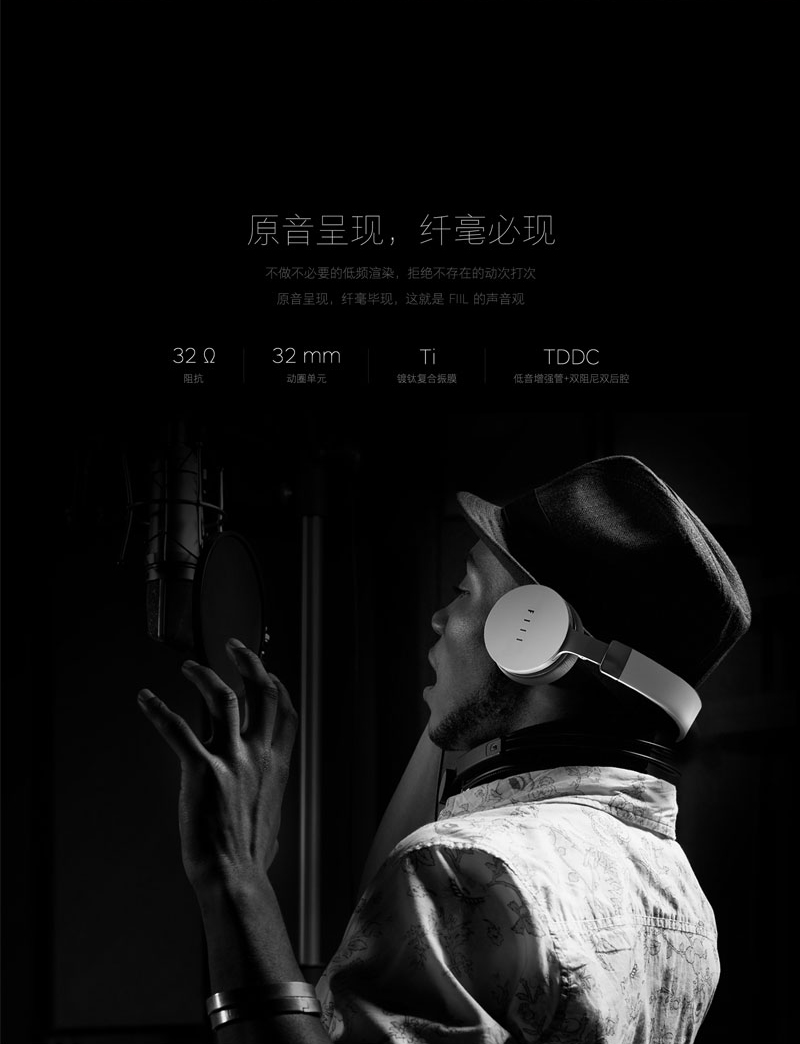 原音呈现，纤毫必现
不做不必要的低频渲染，拒绝不存在的动次打次
原音呈现，纤毫毕现，这就是 FIIL 的声音观
32 Ω
阻抗
32 mm
动圈单元
Ti
镀钛复合振膜
TDDC
低音增强管+双阻尼双后腔